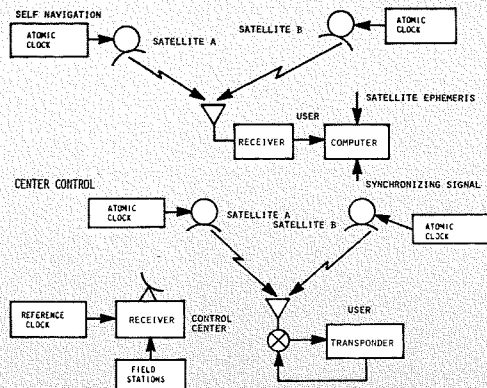 SELF NAVIGATION
ATOMIC
CLOCK
SATELLITE A
SATELLITE B
ATOMIC
CLOCK
SATELLITE EPHEMERIS
USER
RECEIVER
COMPUTER
SYNCHRONIZING SIGNAL
CENTER CONTROL
ATOMIC
CLOCK
SATELLITE A
SATELLITE B
ATOMIC
CLOCK
REFERENCE
CLOCK
RECEIVER
CONTROL
CENTER
USER
TRANSPONDER
FIELD
STATIONS